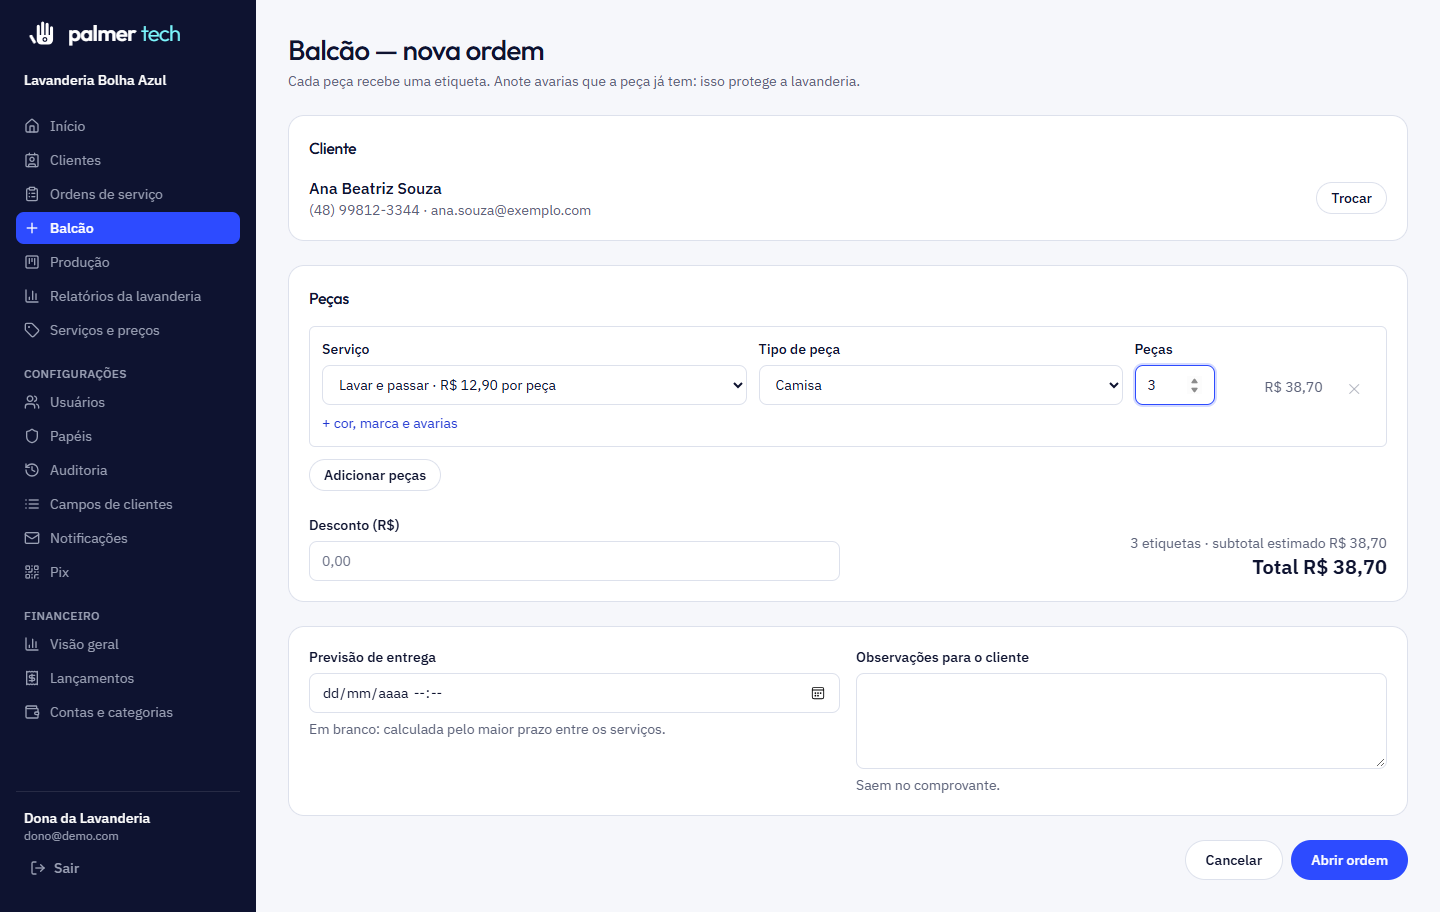 palmer tech
Lavanderia Bolha Azul
Início
Clientes
Ordens de serviço
Balcão
Produção
Relatórios da lavanderia
Serviços e preços
CONFIGURAÇÕES
Usuários
Papéis
Auditoria
Campos de clientes
Notificações
Pix
FINANCEIRO
Visão geral
Lançamentos
Contas e categorias
Dona da Lavanderia
dono@demo.com
Sair
Balcão — nova ordem
Cada peça recebe uma etiqueta. Anote avarias que a peça já tem: isso protege a lavanderia.
Cliente
Ana Beatriz Souza
(48) 99812-3344 · ana.souza@exemplo.com
Trocar
Peças
Serviço
Tipo de peça
Peças
Lavar e passar · R$ 12,90 por peça
Camisa
3
R$ 38,70
+ cor, marca e avarias
Adicionar peças
Desconto (R$)
0,00
3 etiquetas · subtotal estimado R$ 38,70
Total R$ 38,70
Previsão de entrega
dd/mm/aaaa --:--
Em branco: calculada pelo maior prazo entre os serviços.
Observações para o cliente
Saem no comprovante.
Cancelar
Abrir ordem